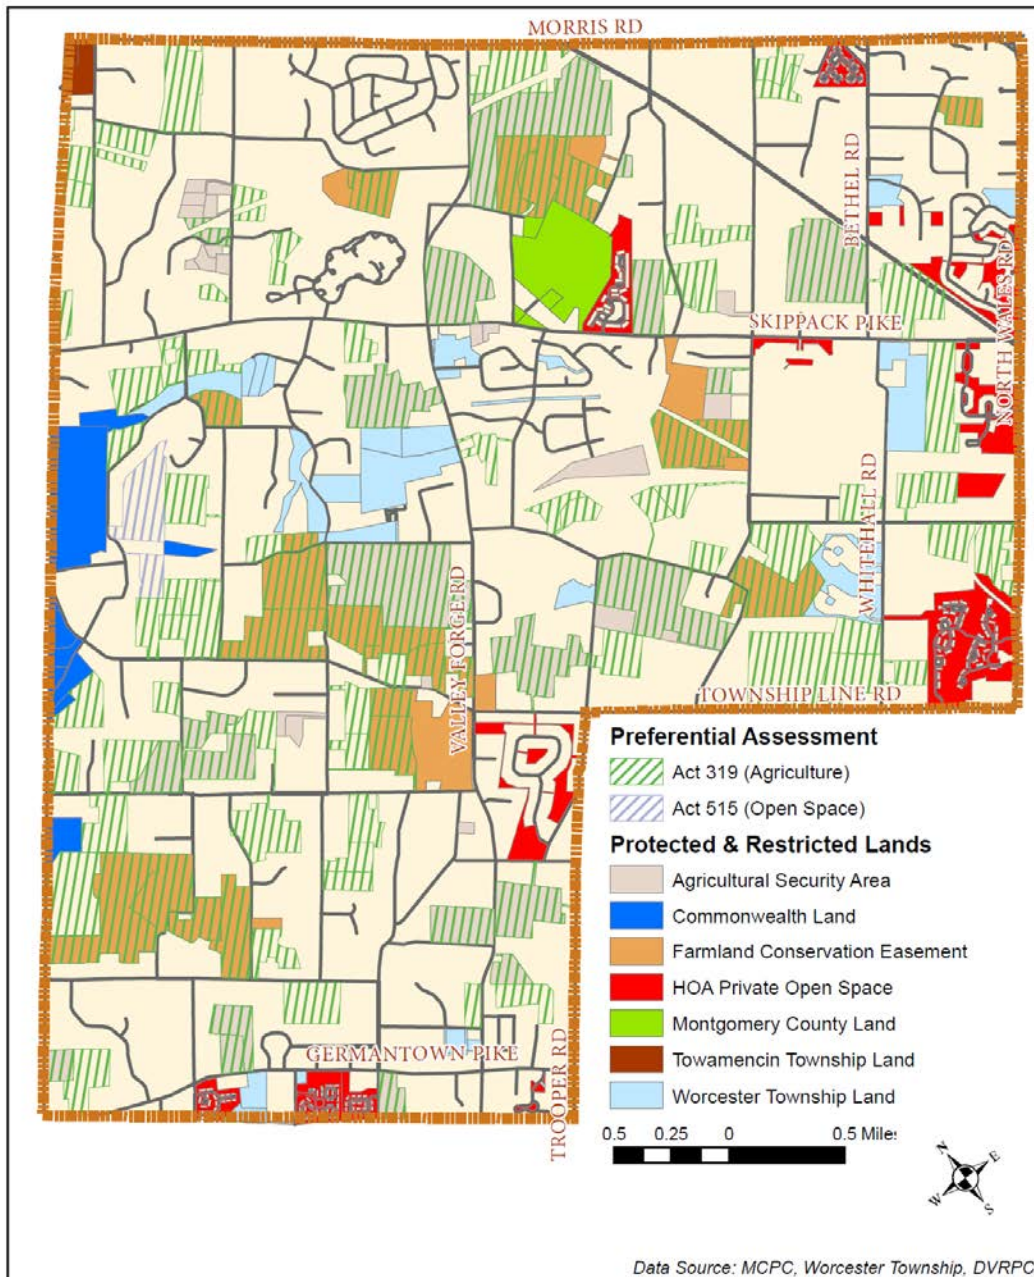 MORRIS RD
BETHEL RD
NORTH WALES RD
SKIPPACK PIKE
WHITEHALL RD
VALLEY FORGE RD
TOWNSHIP LINE RD
Preferential Assessment
Act 319 (Agriculture)
Act 515 (Open Space)
Protected & Restricted Lands
Agricultural Security Area
Commonwealth Land
Farmland Conservation Easement
HOA Private Open Space
Montgomery County Land
Towamencin Township Land
Worcester Township Land
GERMANTOWN PIKE
TROOPER RD
0.5 0.25 0 0.5 Miles
N
E
W
S
Data Source: MCPC, Worcester Township, DVRPC